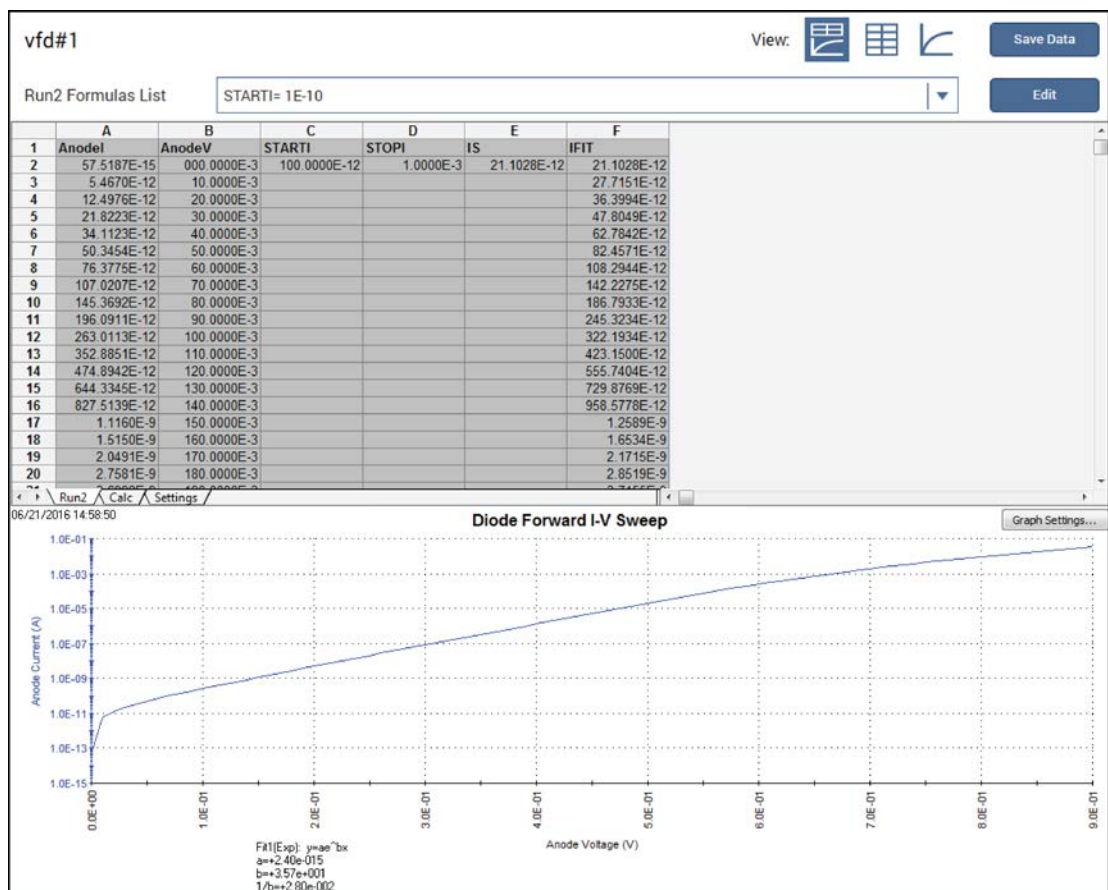 vfd#1
View:
Save Data
Run2 Formulas List
STARTI= 1E-10
Edit
A B C D E F
1 AnodeI AnodeV STARTI STOPI IS IFIT
2 57.5187E-15 000.0000E-3 100.0000E-12 1.0000E-3 21.1028E-12 21.1028E-12
3 5.4670E-12 10.0000E-3 27.7151E-12
4 12.4976E-12 20.0000E-3 36.3994E-12
5 21.8223E-12 30.0000E-3 47.8049E-12
6 34.1123E-12 40.0000E-3 62.7842E-12
7 50.3454E-12 50.0000E-3 82.4571E-12
8 76.3775E-12 60.0000E-3 108.2944E-12
9 107.0207E-12 70.0000E-3 142.2275E-12
10 145.3692E-12 80.0000E-3 186.7933E-12
11 196.0911E-12 90.0000E-3 245.3234E-12
12 263.0113E-12 100.0000E-3 322.1934E-12
13 352.8851E-12 110.0000E-3 423.1500E-12
14 474.8942E-12 120.0000E-3 555.7404E-12
15 644.3345E-12 130.0000E-3 729.8769E-12
16 827.5139E-12 140.0000E-3 958.5778E-12
17 1.1160E-9 150.0000E-3 1.2589E-9
18 1.5150E-9 160.0000E-3 1.6534E-9
19 2.0491E-9 170.0000E-3 2.1715E-9
20 2.7581E-9 180.0000E-3 2.8519E-9
Run2 Calc Settings
06/21/2016 14:58:50
Diode Forward I-V Sweep
Graph Settings...
1.0E-01
1.0E-03
1.0E-05
1.0E-07
1.0E-09
1.0E-11
1.0E-13
1.0E-15
Anode Current (A)
0.0E+00 1.0E-01 2.0E-01 3.0E-01 4.0E-01 5.0E-01 6.0E-01 7.0E-01 8.0E-01 9.0E-01
Anode Voltage (V)
Fit1(Exp): y=ae^bx
a=+2.40e-015
b=+3.57e+001
1/b=+2.80e-002